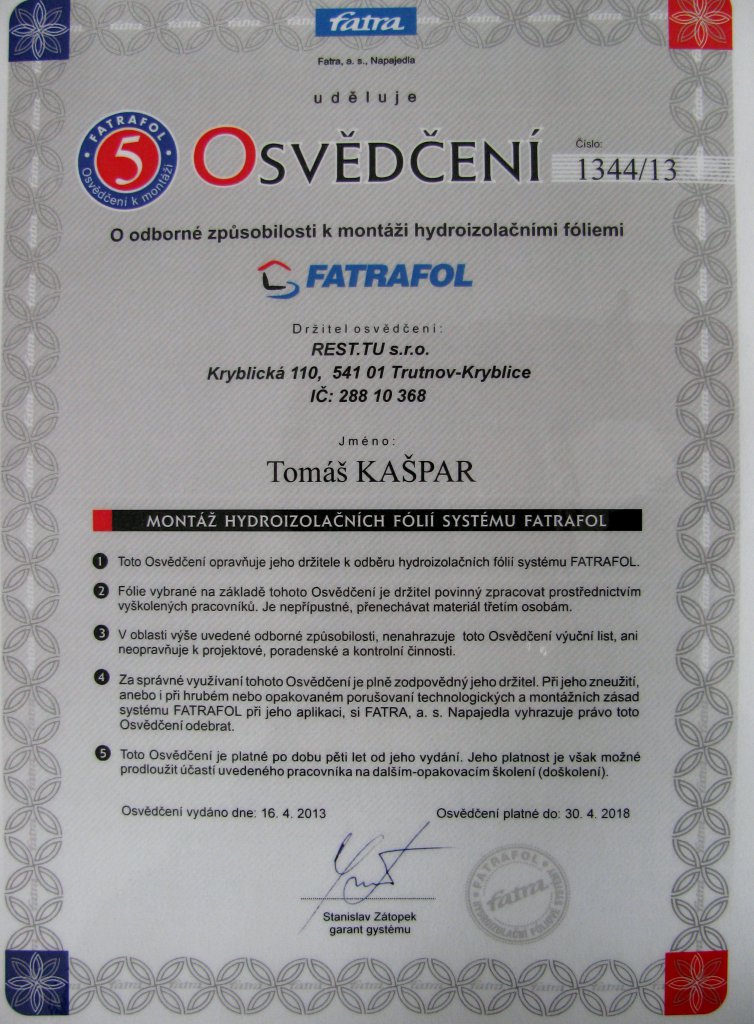 fatra
Fatra, a. s., Napajedla
uděluje
FATRAFOL
5
Osvědčení k montáži
OSVĚDČENÍ
Číslo:
1344/13
O odborné způsobilosti k montáži hydroizolačními fóliemi
FATRAFOL
Držitel osvědčení:
REST.TU s.r.o.
Kryblická 110, 541 01 Trutnov-Kryblice
IČ: 288 10 368
Jméno:
Tomáš KAŠPAR
MONTÁŽ HYDROIZOLAČNÍCH FÓLIÍ SYSTÉMU FATRAFOL
1 Toto Osvědčení opravňuje jeho držitele k odběru hydroizolačních fólií systému FATRAFOL.
2 Fólie vybrané na základě tohoto Osvědčení je držitel povinný zpracovat prostřednictvím
vyškolených pracovníků. Je nepřípustné, přenechávat materiál třetím osobám.
3 V oblasti výše uvedené odborné způsobilosti, nenahrazuje toto Osvědčení výuční list, ani
neopravňuje k projektové, poradenské a kontrolní činnosti.
4 Za správné využívaní tohoto Osvědčení je plně zodpovědný jeho držitel. Při jeho zneužití,
anebo i při hrubém nebo opakovaném porušovaní technologických a montážních zásad
systému FATRAFOL při jeho aplikaci, si FATRA, a. s. Napajedla vyhrazuje právo toto
Osvědčení odebrat.
5 Toto Osvědčení je platné po dobu pěti let od jeho vydání. Jeho platnost je však možné
prodloužit účastí uvedeného pracovníka na dalším-opakovacím školení (doškolení).
Osvědčení vydáno dne: 16. 4. 2013
Osvědčení platné do: 30. 4. 2018
Stanislav Zátopek
garant gystému
FATRAFOL
fatra
HYDROIZOLAČNÍ FÓLIOVÉ SYSTÉMY